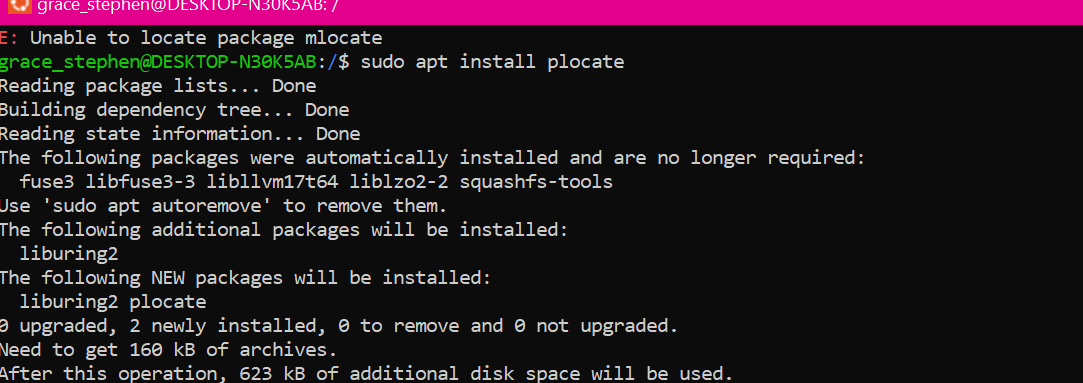 grace_stephen@DESKTOP-N30K5AB: /
E: Unable to locate package mlocate
grace_stephen@DESKTOP-N30K5AB:/$ sudo apt install plocate
Reading package lists... Done
Building dependency tree... Done
Reading state information... Done
The following packages were automatically installed and are no longer required:
  fuse3 libfuse3-3 libllvm17t64 liblzo2-2 squashfs-tools
Use 'sudo apt autoremove' to remove them.
The following additional packages will be installed:
  liburing2
The following NEW packages will be installed:
  liburing2 plocate
0 upgraded, 2 newly installed, 0 to remove and 0 not upgraded.
Need to get 160 kB of archives.
After this operation, 623 kB of additional disk space will be used.